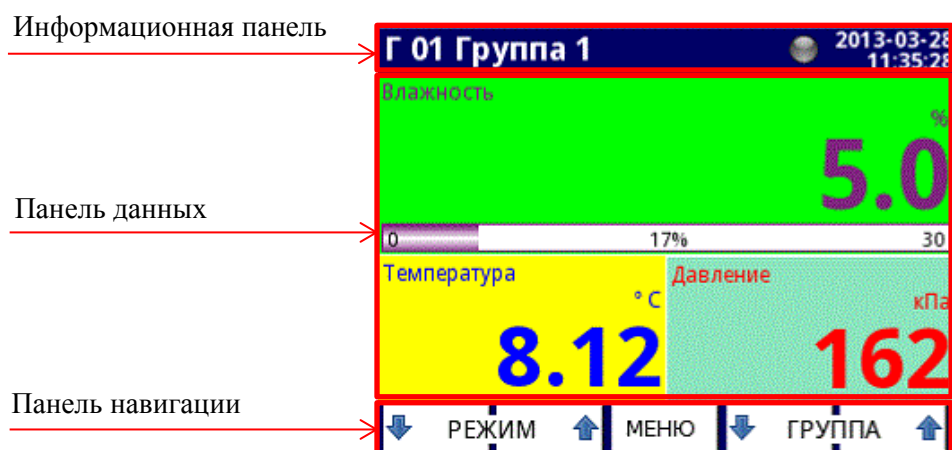 Информационная панель
Г 01 Группа 1
2013-03-28
11:35:28
Влажность
%
5.0
Панель данных
0 17% 30
Температура
° C
8.12
Давление
кПа
162
Панель навигации
РЕЖИМ МЕНЮ ГРУППА